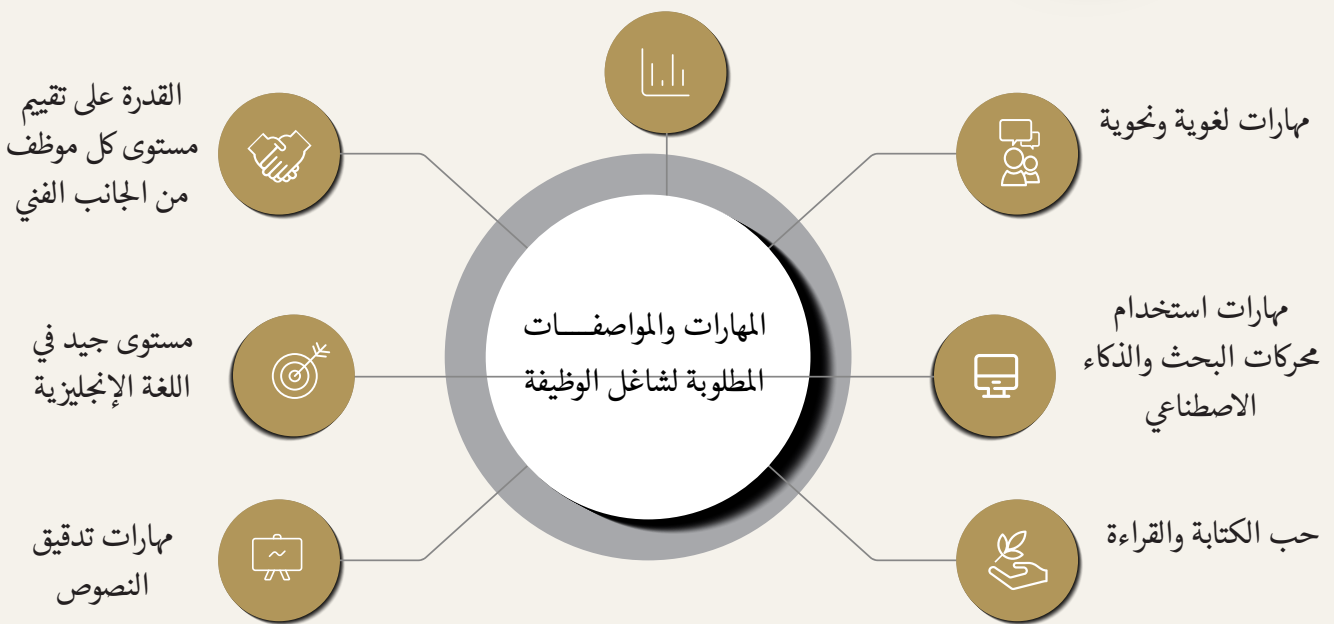 المهارات والمواصفـــات
المطلوبة لشاغل الوظيفة
مهارات لغوية ونحوية
مهارات استخدام
محركات البحث والذكاء
الاصطناعي
حب الكتابة والقراءة
القدرة على تقييم
مستوى كل موظف
من الجانب الفني
مستوى جيد في
اللغة الإنجليزية
مهارات تدقيق
النصوص